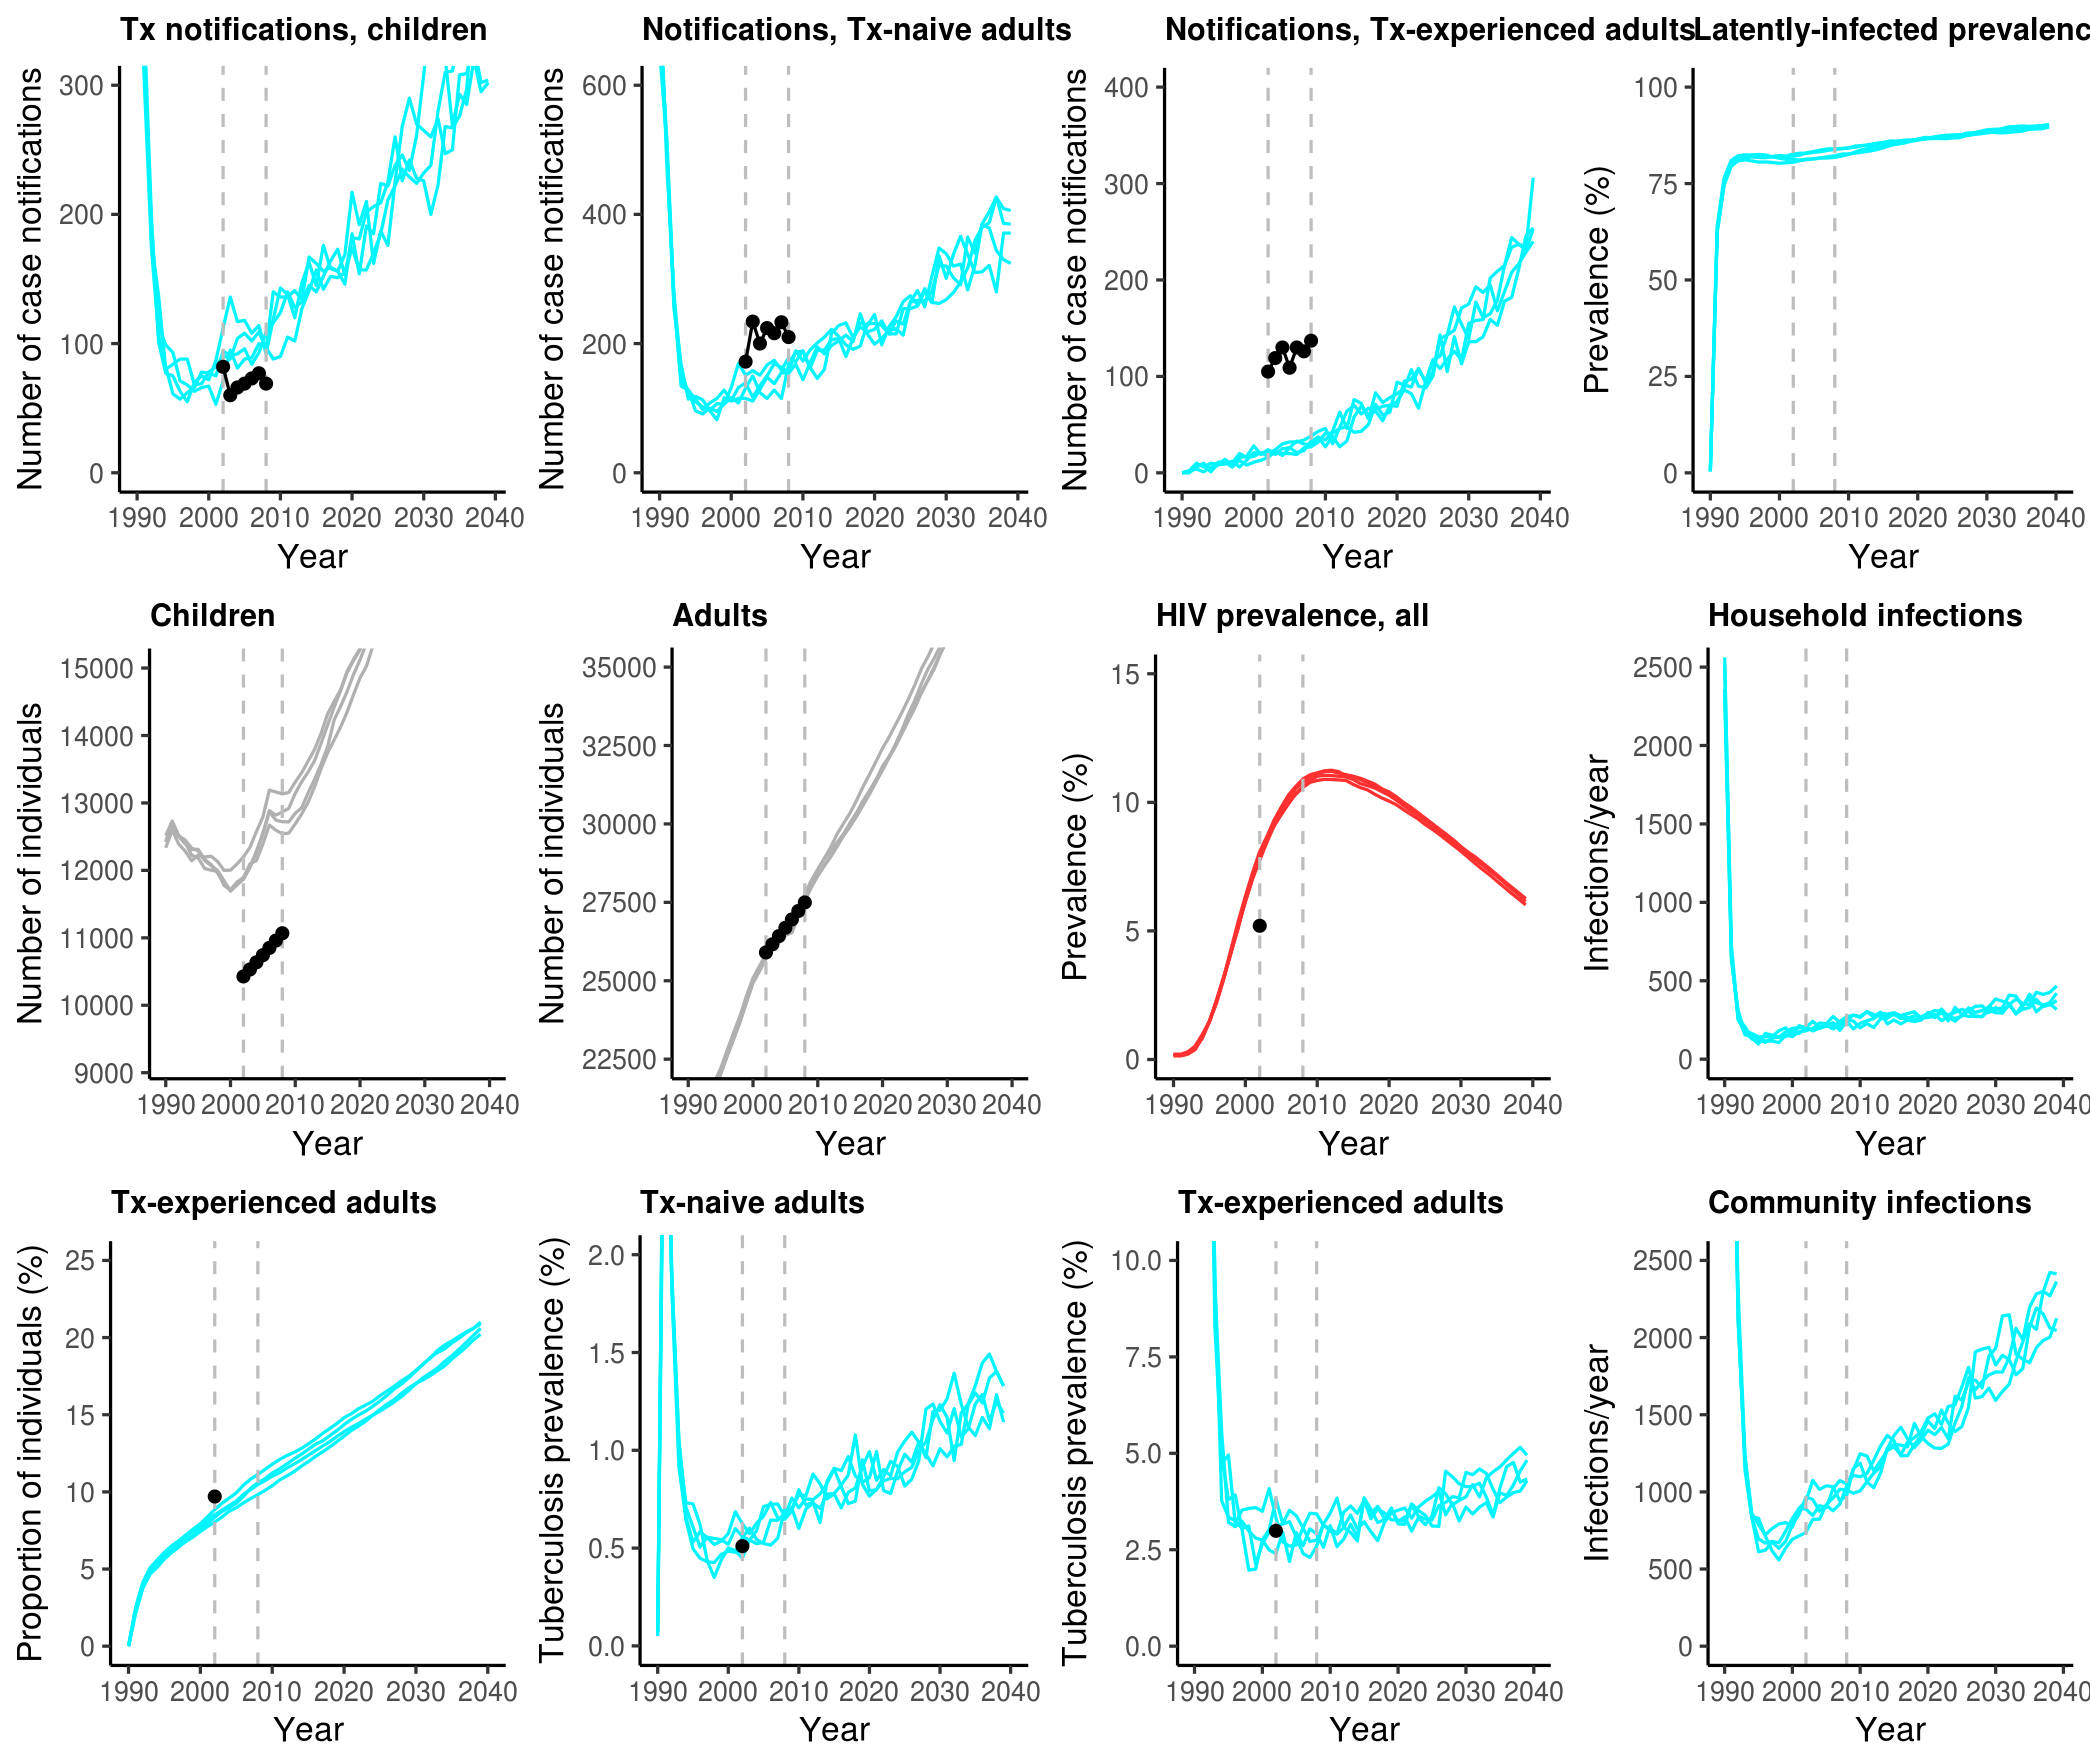 Tx notifications, children
Number of case notifications
300
200
100
0
1990 2000 2010 2020 2030 2040
Year
Notifications, Tx-naive adults
Number of case notifications
600
400
200
0
1990 2000 2010 2020 2030 2040
Year
Notifications, Tx-experienced adults
Number of case notifications
400
300
200
100
0
1990 2000 2010 2020 2030 2040
Year
Latently-infected prevalenc
Prevalence (%)
100
75
50
25
0
1990 2000 2010 2020 2030 2040
Year
Children
Number of individuals
15000
14000
13000
12000
11000
10000
9000
1990 2000 2010 2020 2030 2040
Year
Adults
Number of individuals
35000
32500
30000
27500
25000
22500
1990 2000 2010 2020 2030 2040
Year
HIV prevalence, all
Prevalence (%)
15
10
5
0
1990 2000 2010 2020 2030 2040
Year
Household infections
Infections/year
2500
2000
1500
1000
500
0
1990 2000 2010 2020 2030 2040
Year
Tx-experienced adults
Proportion of individuals (%)
25
20
15
10
5
0
1990 2000 2010 2020 2030 2040
Year
Tx-naive adults
Tuberculosis prevalence (%)
2.0
1.5
1.0
0.5
0.0
1990 2000 2010 2020 2030 2040
Year
Tx-experienced adults
Tuberculosis prevalence (%)
10.0
7.5
5.0
2.5
0.0
1990 2000 2010 2020 2030 2040
Year
Community infections
Infections/year
2500
2000
1500
1000
500
0
1990 2000 2010 2020 2030 2040
Year